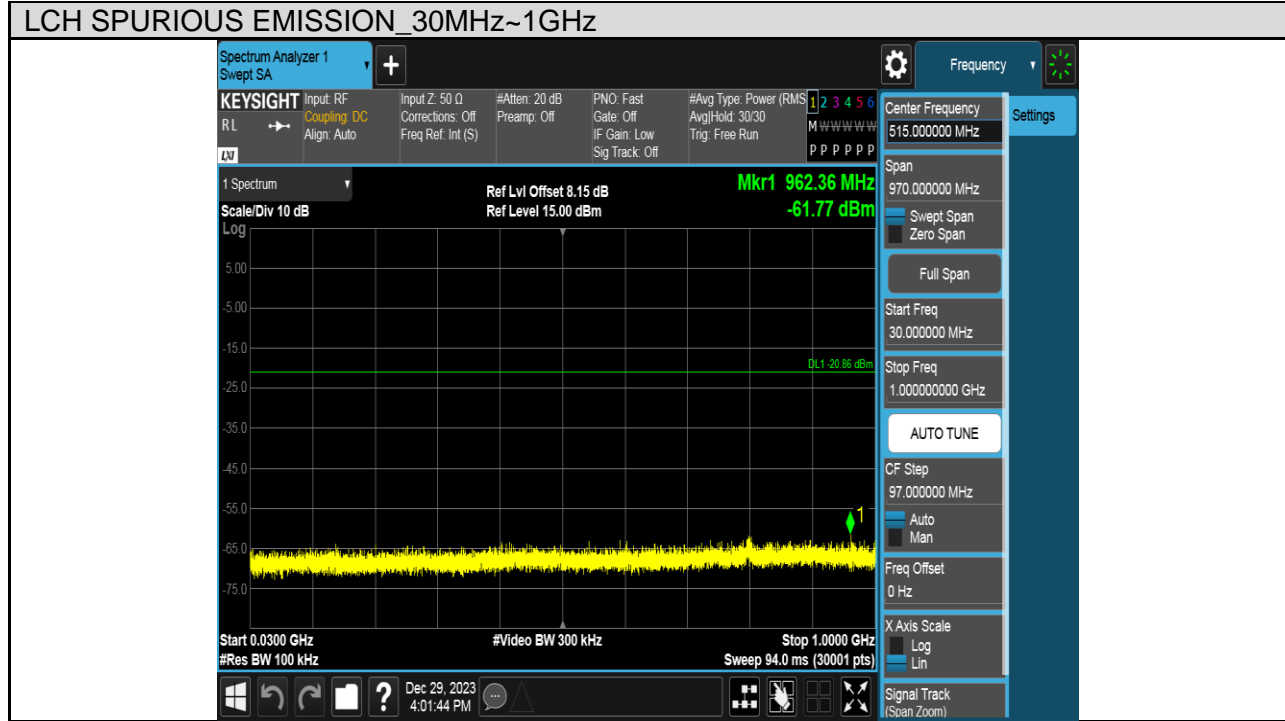 LCH SPURIOUS EMISSION_30MHz~1GHz
Spectrum Analyzer 1
Swept SA
+
Frequency
KEYSIGHT
RL
LXI
Input: RF
Coupling: DC
Align: Auto
Input Z: 50 Ω
Corrections: Off
Freq Ref: Int (S)
#Atten: 20 dB
Preamp: Off
PNO: Fast
Gate: Off
IF Gain: Low
Sig Track: Off
#Avg Type: Power (RMS
Avg|Hold: 30/30
Trig: Free Run
1 2 3 4 5 6
M W W W W W
P P P P P P
1 Spectrum
Scale/Div 10 dB
Log
Ref Lvl Offset 8.15 dB
Ref Level 15.00 dBm
Mkr1 962.36 MHz
-61.77 dBm
5.00
-5.00
-15.0
DL1 -20.86 dBm
-25.0
-35.0
-45.0
-55.0
1
-65.0
-75.0
Start 0.0300 GHz
#Res BW 100 kHz
#Video BW 300 kHz
Stop 1.0000 GHz
Sweep 94.0 ms (30001 pts)
?
Dec 29, 2023
4:01:44 PM
Center Frequency
515.000000 MHz
Settings
Span
970.000000 MHz
Swept Span
Zero Span
Full Span
Start Freq
30.000000 MHz
Stop Freq
1.000000000 GHz
AUTO TUNE
CF Step
97.000000 MHz
Auto
Man
Freq Offset
0 Hz
X Axis Scale
Log
Lin
Signal Track
(Span Zoom)